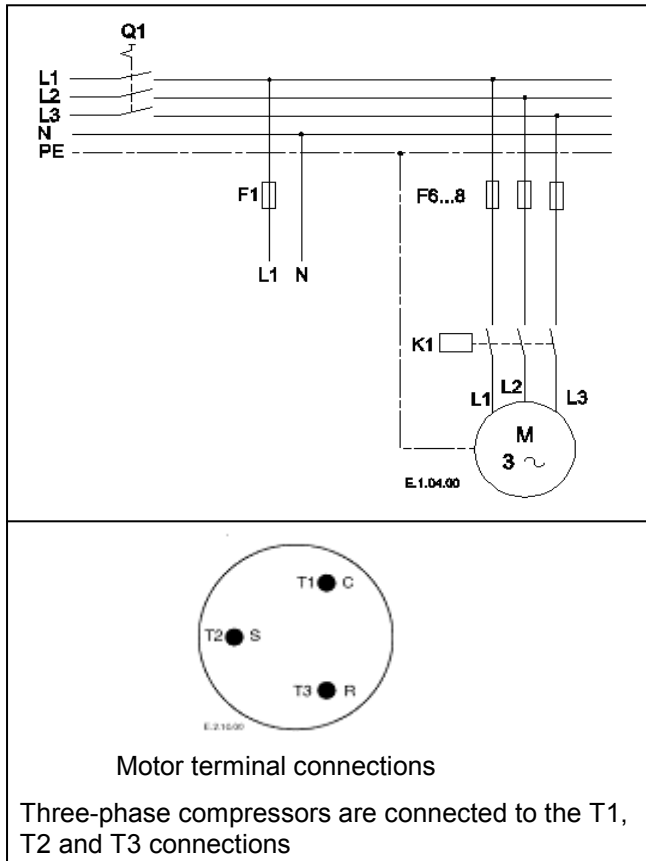 Q1
L1
L2
L3
N
PE
F1
F6...8
L1 N
K1
L1 L2 L3
M
3 ~
E.1.04.00
T1 C
T2 S
T3 R
E.2.10.00
Motor terminal connections
Three-phase compressors are connected to the T1,
T2 and T3 connections